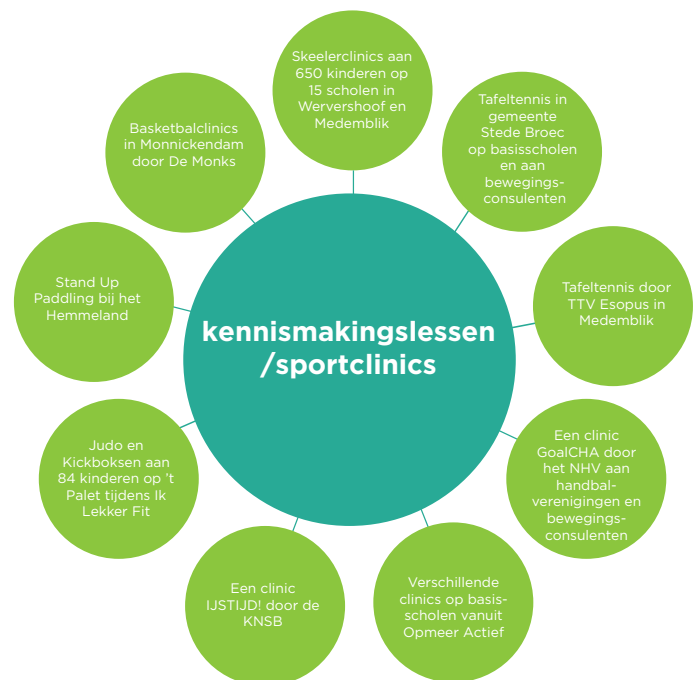 kennismakingslessen
/sportclinics
Skeelerclinics aan
650 kinderen op
15 scholen in
Wervershoof en
Medemblik
Tafeltennis in
gemeente
Stede Broec
op basisscholen
en aan
bewegings-
consulenten
Tafeltennis door
TTV Esopus in
Medemblik
Een clinic
GoalCHA door
het NHV aan
handbal-
verenigingen en
bewegings-
consulenten
Verschillende
clinics op basis-
scholen vanuit
Opmeer Actief
Een clinic
IJSTIJD! door de
KNSB
Judo en
Kickboksen aan
84 kinderen op ’t
Palet tijdens Ik
Lekker Fit
Stand Up
Paddling bij het
Hemmeland
Basketbalclinics
in Monnickendam
door De Monks